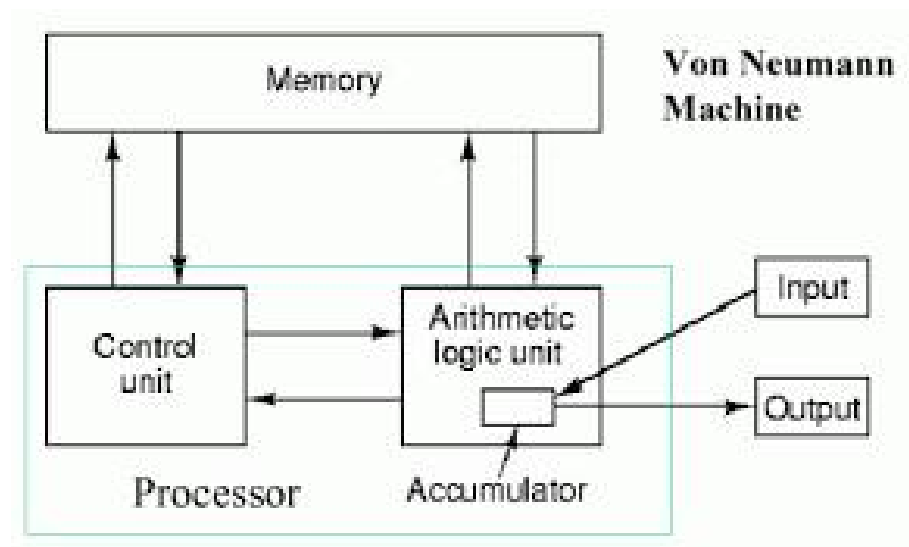 Memory
Von Neumann
Machine
Control
unit
Arithmetic
logic unit
Input
Output
Processor
Accumulator